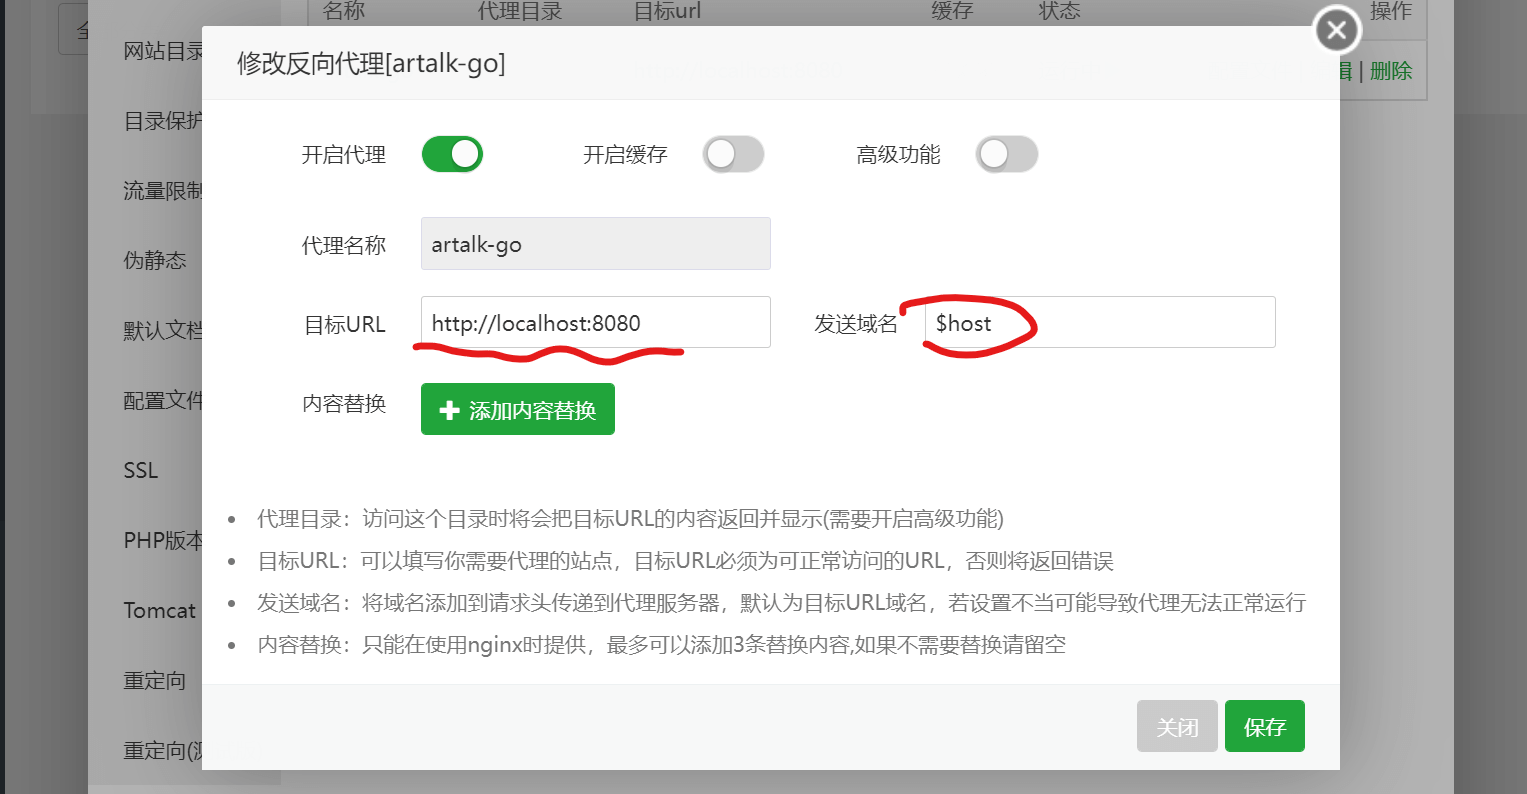 名称 代理目录 目标url 缓存 状态 操作
修改反向代理[artalk-go]
网站目录
删除
开启代理 开启缓存 高级功能
目录保护
流量限制
代理名称 artalk-go
伪静态
目标URL http://localhost:8080 发送域名 $host
默认文档
配置文件
内容替换 添加内容替换
SSL
代理目录：访问这个目录时将会把目标URL的内容返回并显示(需要开启高级功能)
PHP版本
目标URL：可以填写你需要代理的站点，目标URL必须为可正常访问的URL，否则将返回错误
Tomcat
发送域名：将域名添加到请求头传递到代理服务器，默认为目标URL域名，若设置不当可能导致代理无法正常运行
内容替换：只能在使用nginx时提供，最多可以添加3条替换内容,如果不需要替换请留空
重定向
重定向(
关闭 保存